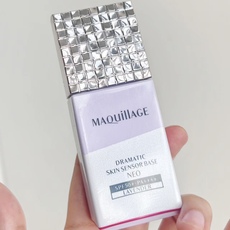 MAQuillAGE
DRAMATIC
SKIN SENSOR BASE
NEO
LAVENDER